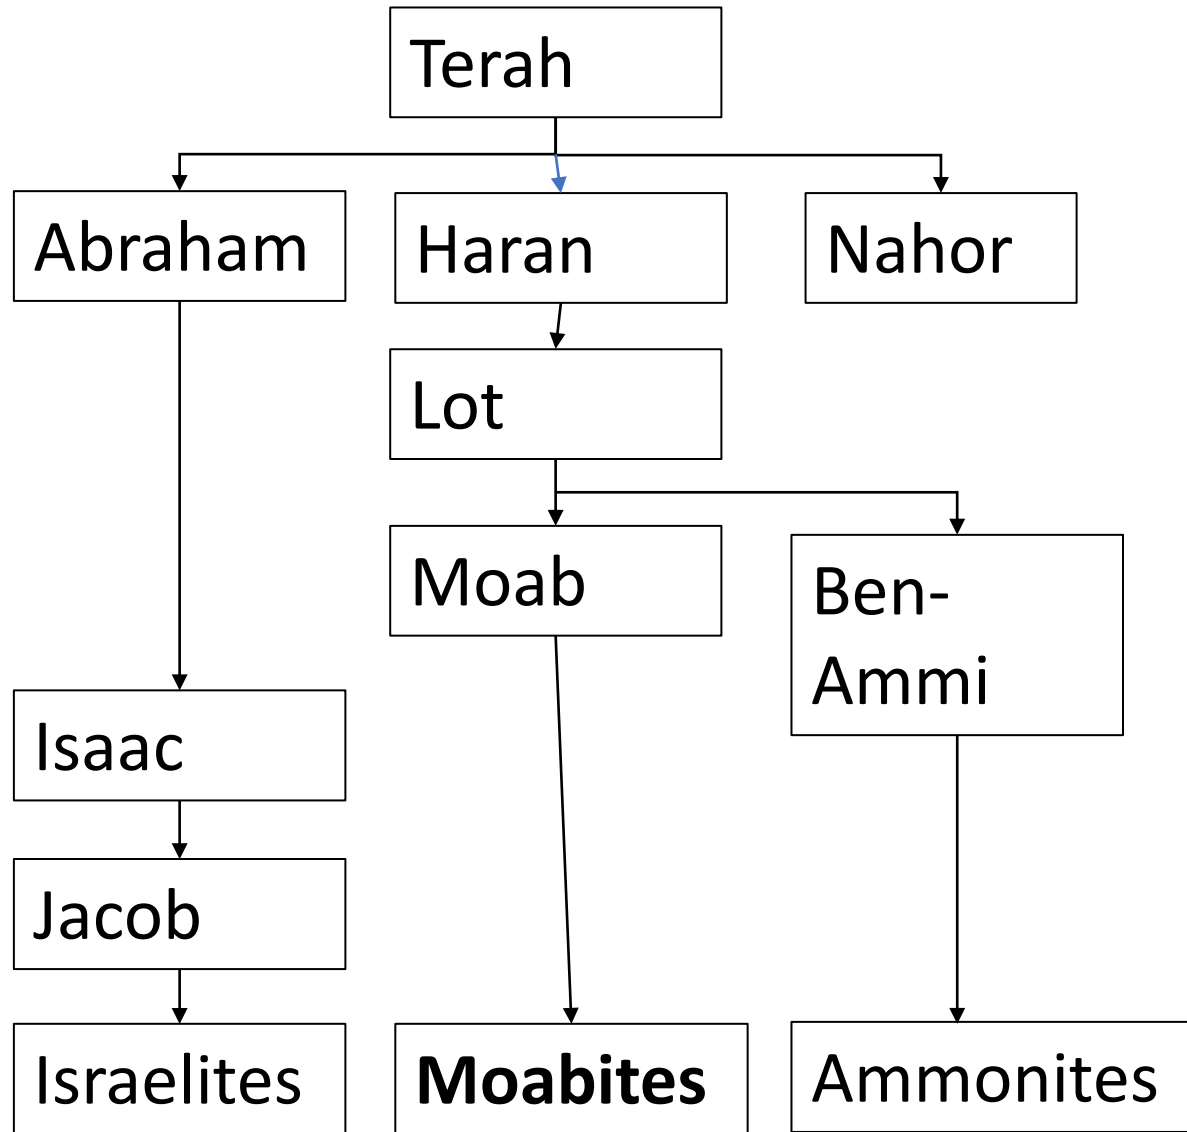 Terah
Abraham
Haran
Nahor
Lot
Moab
Ben-
Ammi
Isaac
Jacob
Israelites
Moabites
Ammonites